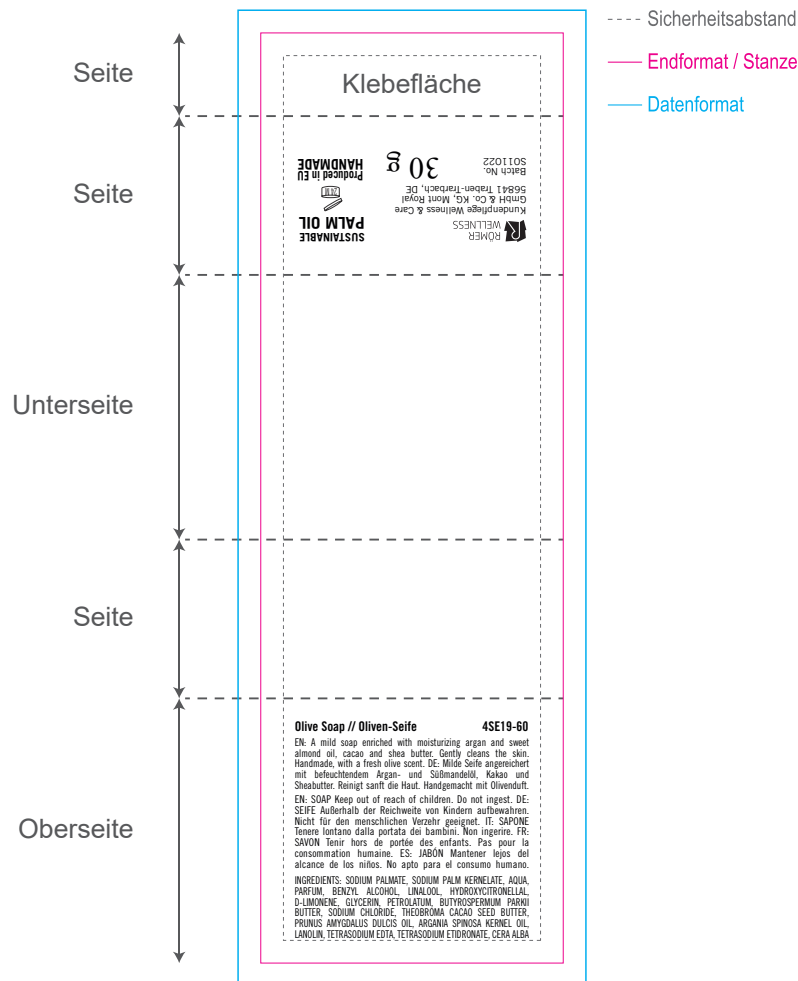 Sicherheitsabstand
Endformat / Stanze
Datenformat
Seite
Klebefläche
Seite
SUSTAINABLE
PALM OIL
24 M
Produced in EU
HANDMADE
RÖMER
WELLNESS
Kundenpflege Wellness & Care
GmbH & Co. KG, Mont Royal
56841 Traben-Trarbach, DE
Batch No.
S011022
30 g
Unterseite
Seite
Oberseite
Olive Soap // Oliven-Seife 4SE19-60
EN: A mild soap enriched with moisturizing argan and sweet
almond oil, cacao and shea butter. Gently cleans the skin.
Handmade, with a fresh olive scent. DE: Milde Seife angereichert
mit befeuchtendem Argan- und Süßmandelöl, Kakao und
Sheabutter. Reinigt sanft die Haut. Handgemacht mit Olivenduft.
EN: SOAP Keep out of reach of children. Do not ingest. DE:
SEIFE Außerhalb der Reichweite von Kindern aufbewahren.
Nicht für den menschlichen Verzehr geeignet. IT: SAPONE
Tenere lontano dalla portata dei bambini. Non ingerire. FR:
SAVON Tenir hors de portée des enfants. Pas pour la
consommation humaine. ES: JABÓN Mantener lejos del
alcance de los niños. No apto para el consumo humano.
INGREDIENTS: SODIUM PALMATE, SODIUM PALM KERNELATE, AQUA,
PARFUM, BENZYL ALCOHOL, LINALOOL, HYDROXYCITRONELLAL,
D-LIMONENE, GLYCERIN, PETROLATUM, BUTYROSPERMUM PARKII
BUTTER, SODIUM CHLORIDE, THEOBROMA CACAO SEED BUTTER,
PRUNUS AMYGDALUS DULCIS OIL, ARGANIA SPINOSA KERNEL OIL,
LANOLIN, TETRASODIUM EDTA, TETRASODIUM ETIDRONATE, CERA ALBA